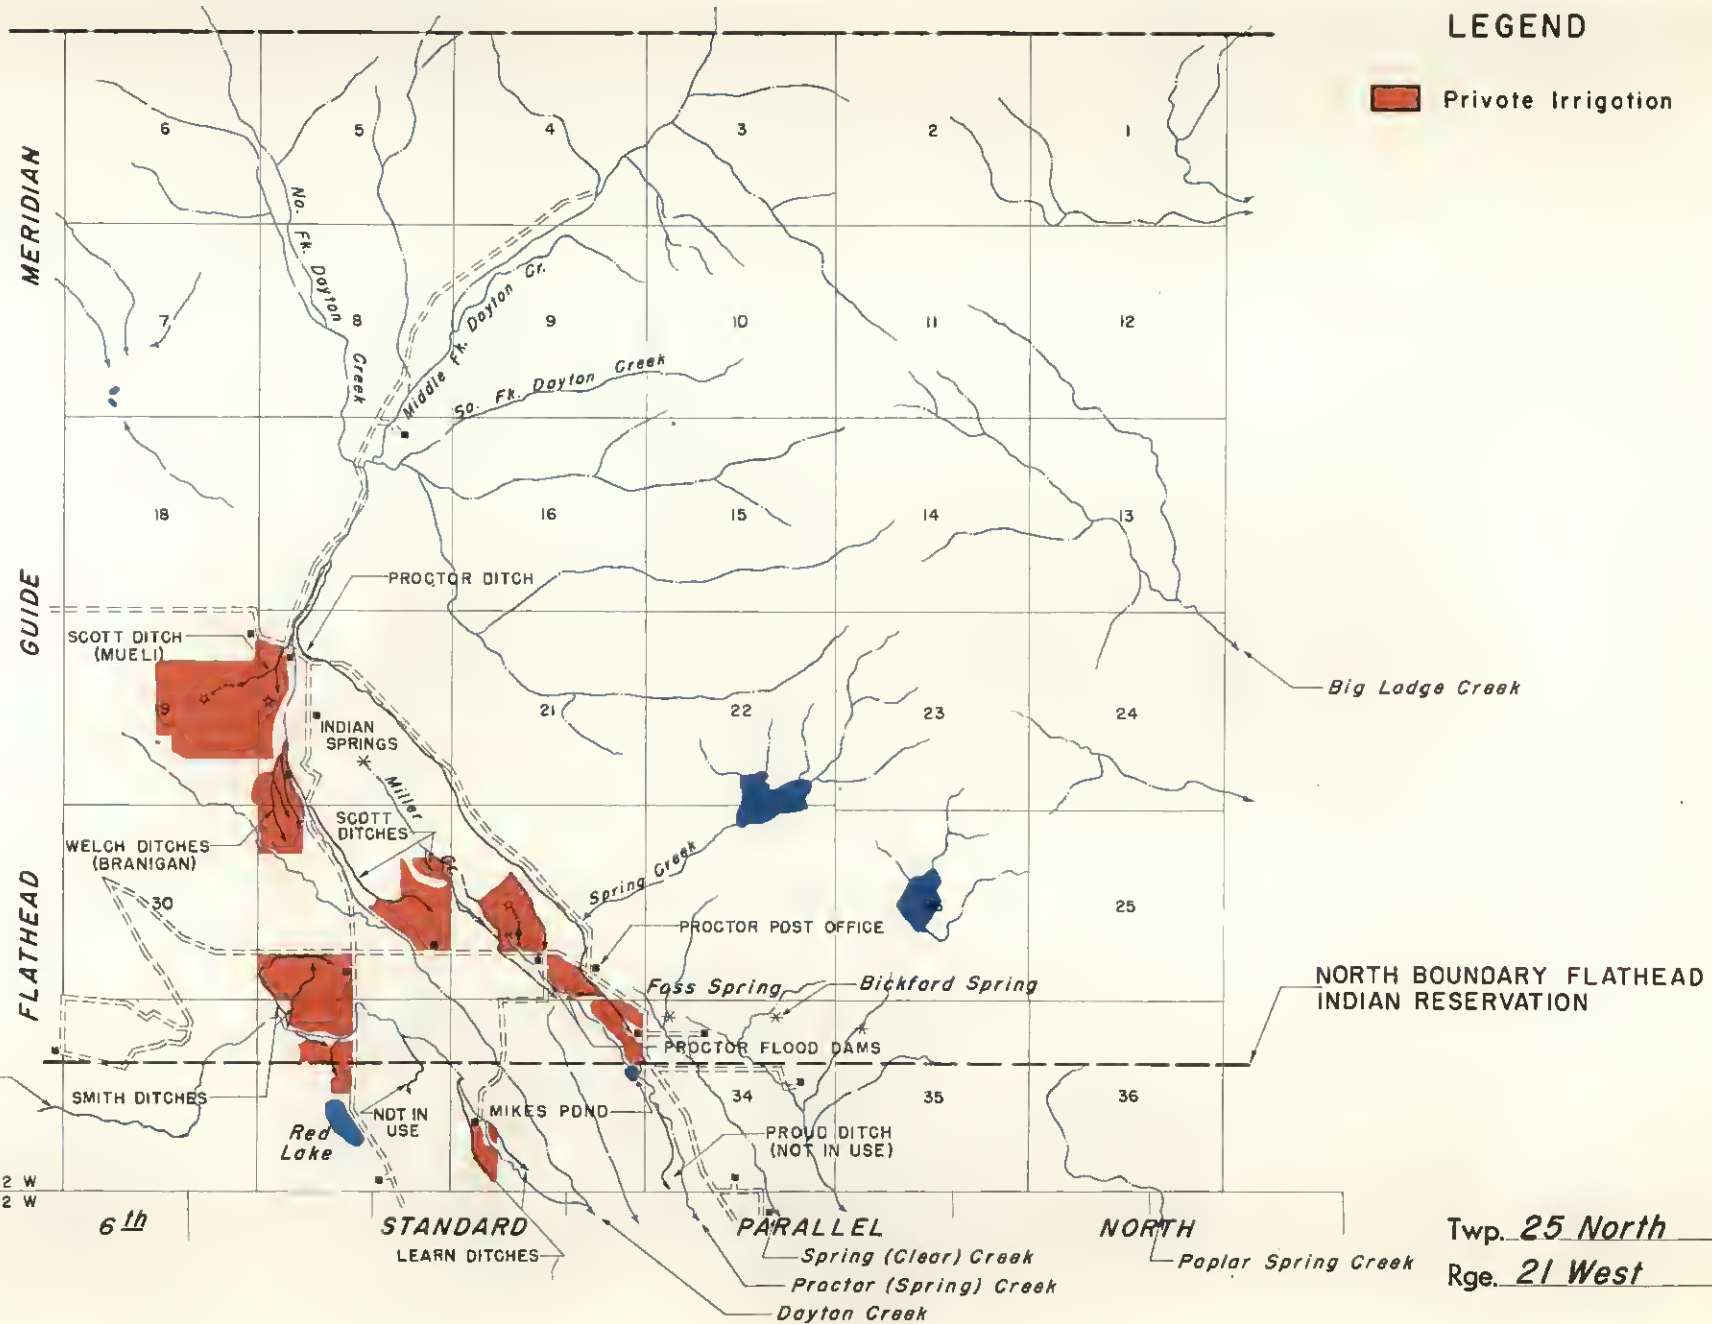 LEGEND
Private Irrigation
MERIDIAN
GUIDE
FLATHEAD
6
5
4
3
2
1
No. Fk. Dayton Creek
7
8
9
10
11
12
Middle Fk. Dayton Cr.
So. Fk. Dayton Creek
18
16
15
14
13
PROCTOR DITCH
SCOTT DITCH
(MUELI)
Big Lodge Creek
19
21
22
23
24
INDIAN
SPRINGS
Miller Cr.
SCOTT
DITCHES
WELCH DITCHES
(BRANIGAN)
Spring Creek
30
25
PROCTOR POST OFFICE
Foss Spring
Bickford Spring
NORTH BOUNDARY FLATHEAD
INDIAN RESERVATION
PROCTOR FLOOD DAMS
SMITH DITCHES
NOT IN
USE
MIKES POND
34
35
36
Red
Lake
PROUD DITCH
(NOT IN USE)
2 W
2 W
6th
STANDARD
PARALLEL
NORTH
LEARN DITCHES
Spring (Clear) Creek
Proctor (Spring) Creek
Dayton Creek
Poplar Spring Creek
Twp. 25 North
Rge. 21 West